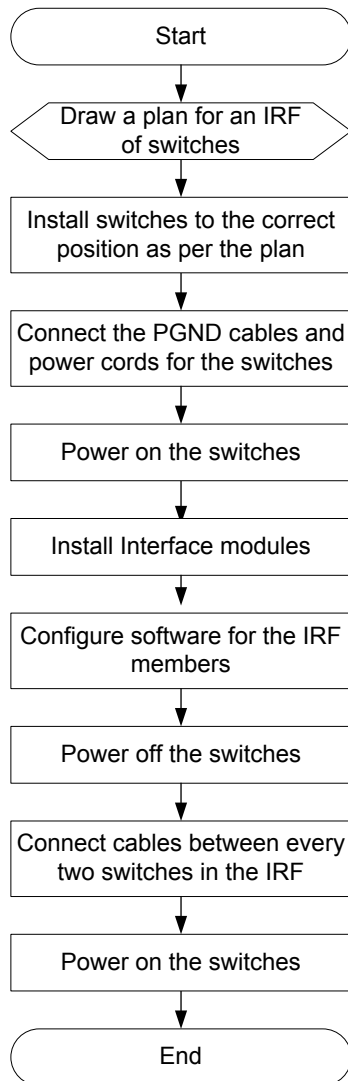 Start
Draw a plan for an IRF
of switches
Install switches to the correct
position as per the plan
Connect the PGND cables and
power cords for the switches
Power on the switches
Install Interface modules
Configure software for the IRF
members
Power off the switches
Connect cables between every
two switches in the IRF
Power on the switches
End